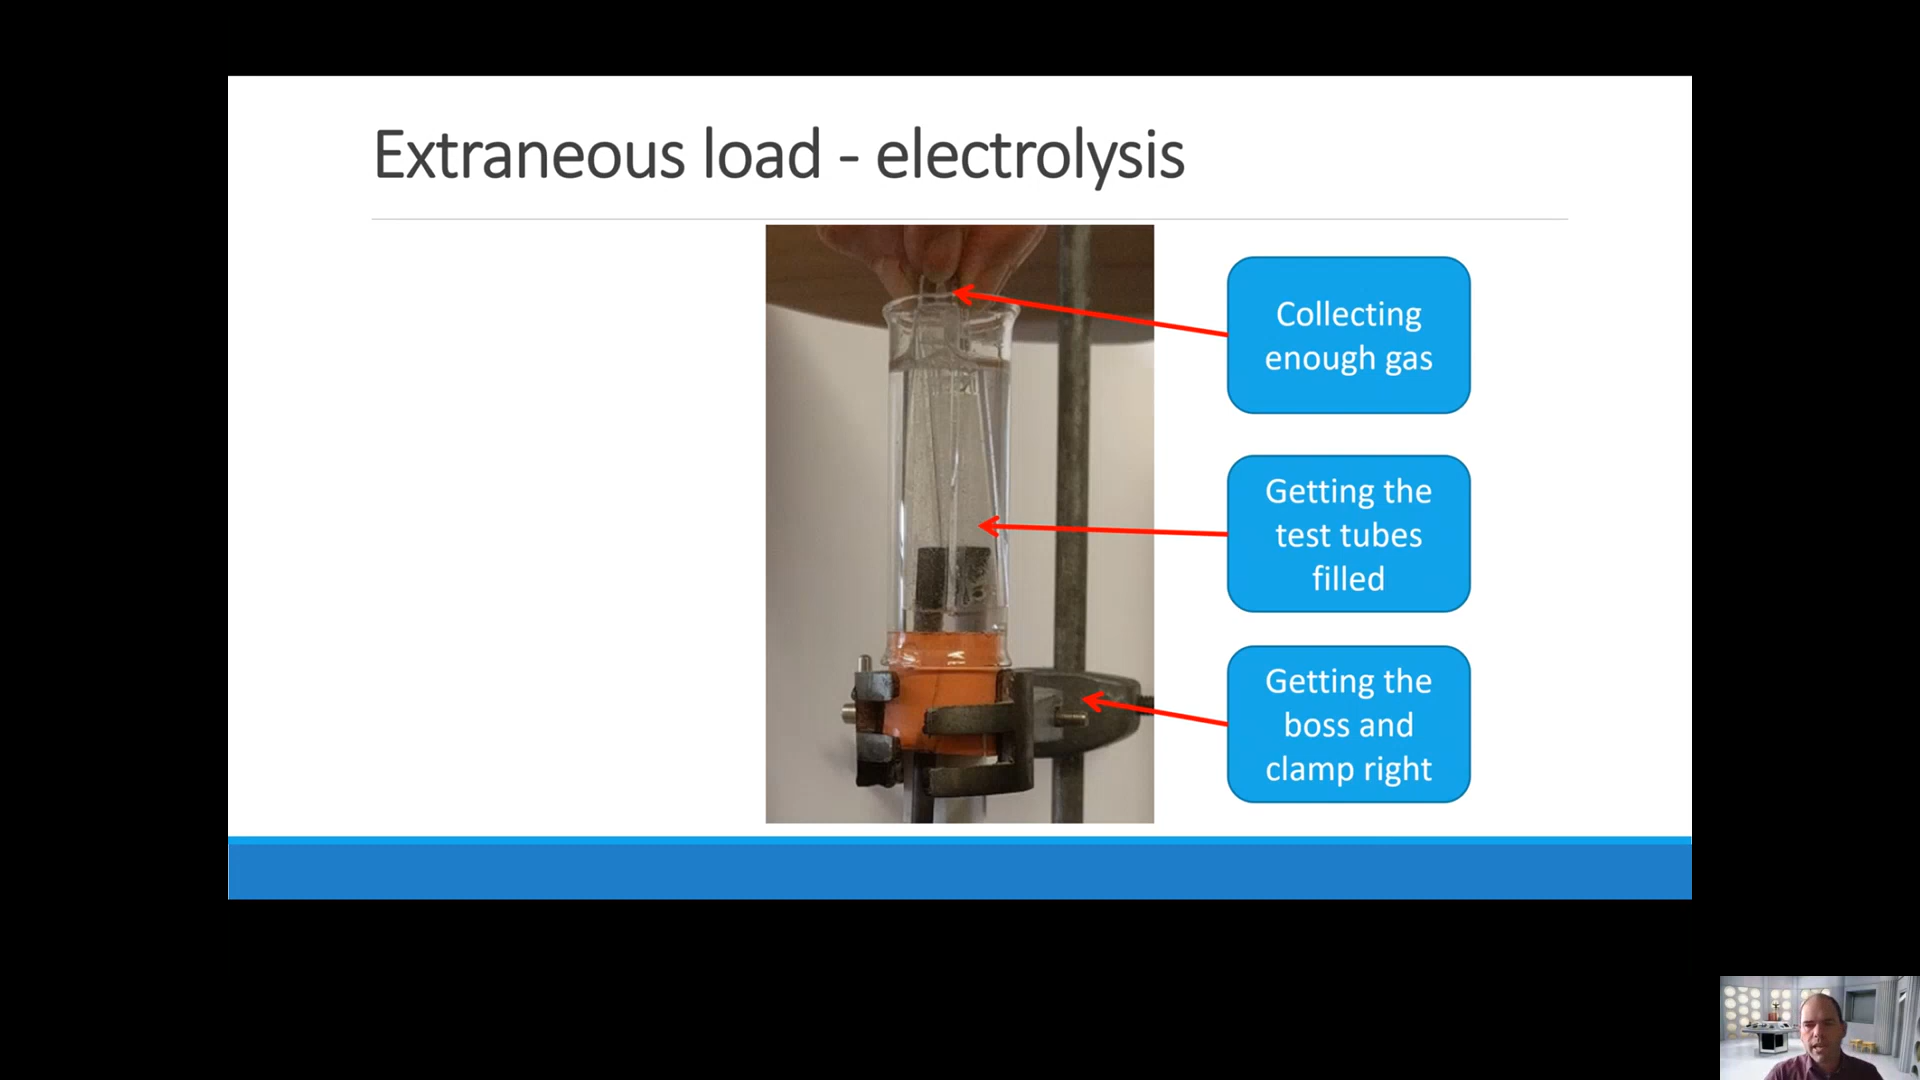 Extraneous load - electrolysis
Collecting
enough gas
Getting the
test tubes
filled
Getting the
boss and
clamp right